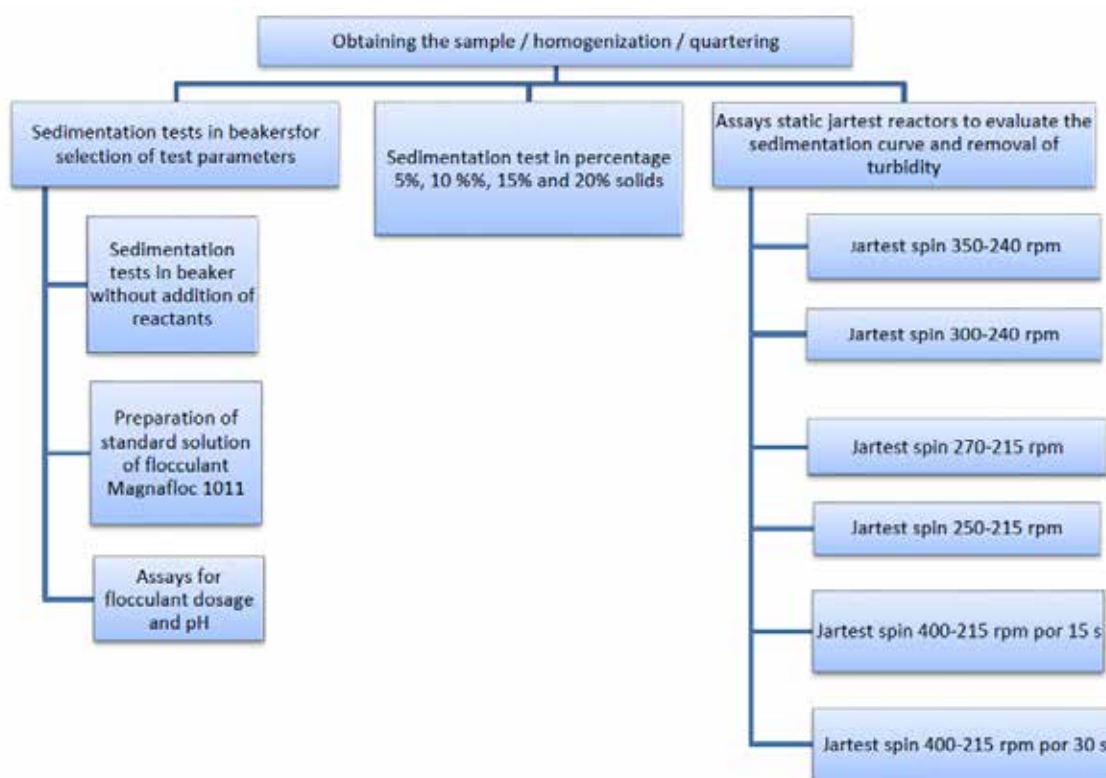 Obtaining the sample / homogenization / quartering
Sedimentation tests in beakersfor
selection of test parameters
Sedimentation
tests in beaker
without addition of
reactants
Preparation of
standard solution
of flocculant
Magnafloc 1011
Assays for
flocculant dosage
and pH
Sedimentation test in percentage
5%, 10 %%, 15% and 20% solids
Assays static jartest reactors to evaluate the
sedimentation curve and removal of
turbidity
Jartest spin 350-240 rpm
Jartest spin 300-240 rpm
Jartest spin 270-215 rpm
Jartest spin 250-215 rpm
Jartest spin 400-215 rpm por 15 s
Jartest spin 400-215 rpm por 30 s